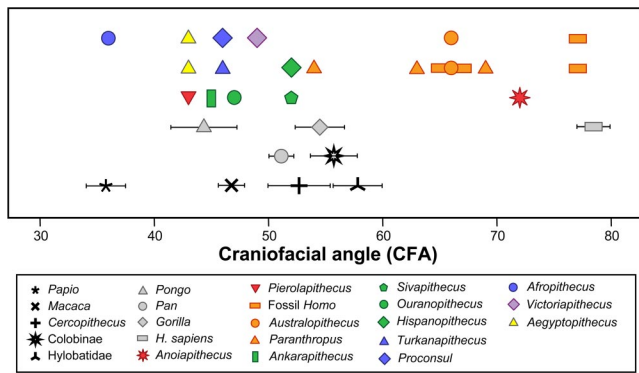 30 40 50 60 70 80
Craniofacial angle (CFA)
Papio Pongo Pierolapithecus Sivapithecus Afropithecus
Macaca Pan Fossil Homo Ouranopithecus Victoriapithecus
Cercopithecus Gorilla Australopithecus Hispanopithecus Aegyptopithecus
Colobinae H. sapiens Paranthropus Turkanapithecus
Hylobatidae Anoiapithecus Ankarapithecus Proconsul